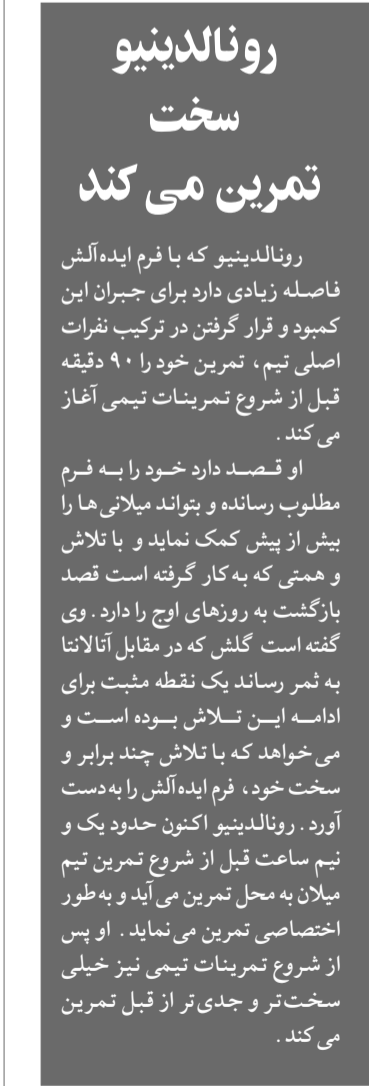 رونالدینیو
سخت
تمرین می کند
رونالدینیو که با فرم ایده‌آلش
فاصله زیادی دارد برای جبران این
کمبود و قرار گرفتن در ترکیب نفرات
اصلی تیم، تمرین خود را ۹۰ دقیقه
قبل از شروع تمرینات تیمی آغاز
می کند.
او قصد دارد خود را به فرم
مطلوب رسانده و بتواند میلانی‌ها را
بیش از پیش کمک نماید و با تلاش
و همتی که به کار گرفته است قصد
بازگشت به روزهای اوج را دارد. وی
گفته است گلش که در مقابل آتالانتا
به ثمر رساند یک نقطه مثبت برای
ادامه این تلاش بوده است و
می‌خواهد که با تلاش چند برابر و
سخت خود، فرم ایده‌آلش را به‌دست
آورد. رونالدینیو اکنون حدود یک و
نیم ساعت قبل از شروع تمرین تیم
میلان به محل تمرین می‌آید و به‌طور
اختصاصی تمرین می‌نماید. او پس
از شروع تمرینات تیمی نیز خیلی
سخت‌تر و جدی‌تر از قبل تمرین
می‌کند.